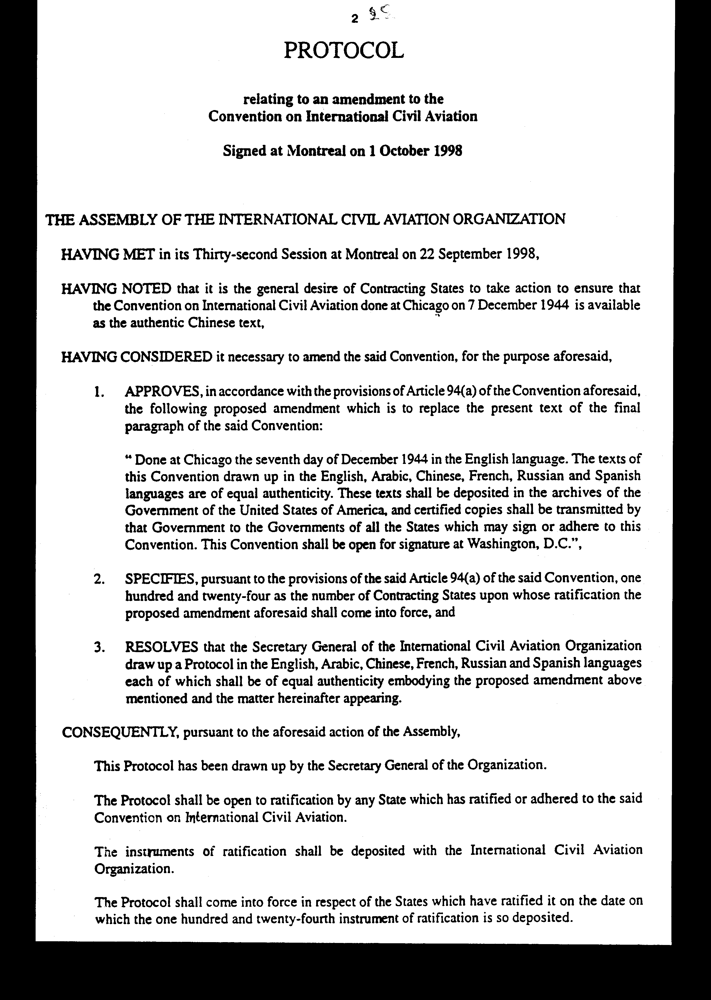 2
PROTOCOL
relating to an amendment to the
Convention on International Civil Aviation
Signed at Montreal on 1 October 1998
THE ASSEMBLY OF THE INTERNATIONAL CIVIL AVIATION ORGANIZATION
HAVING MET in its Thirty-second Session at Montreal on 22 September 1998,
HAVING NOTED that it is the general desire of Contracting States to take action to ensure that
the Convention on International Civil Aviation done at Chicago on 7 December 1944 is available
as the authentic Chinese text,
HAVING CONSIDERED it necessary to amend the said Convention, for the purpose aforesaid,
1. APPROVES, in accordance with the provisions of Article 94(a) of the Convention aforesaid,
the following proposed amendment which is to replace the present text of the final
paragraph of the said Convention:
“ Done at Chicago the seventh day of December 1944 in the English language. The texts of
this Convention drawn up in the English, Arabic, Chinese, French, Russian and Spanish
languages are of equal authenticity. These texts shall be deposited in the archives of the
Government of the United States of America, and certified copies shall be transmitted by
that Government to the Governments of all the States which may sign or adhere to this
Convention. This Convention shall be open for signature at Washington, D.C.”,
2. SPECIFIES, pursuant to the provisions of the said Article 94(a) of the said Convention, one
hundred and twenty-four as the number of Contracting States upon whose ratification the
proposed amendment aforesaid shall come into force, and
3. RESOLVES that the Secretary General of the International Civil Aviation Organization
draw up a Protocol in the English, Arabic, Chinese, French, Russian and Spanish languages
each of which shall be of equal authenticity embodying the proposed amendment above
mentioned and the matter hereinafter appearing.
CONSEQUENTLY, pursuant to the aforesaid action of the Assembly,
This Protocol has been drawn up by the Secretary General of the Organization.
The Protocol shall be open to ratification by any State which has ratified or adhered to the said
Convention on International Civil Aviation.
The instruments of ratification shall be deposited with the International Civil Aviation
Organization.
The Protocol shall come into force in respect of the States which have ratified it on the date on
which the one hundred and twenty-fourth instrument of ratification is so deposited.